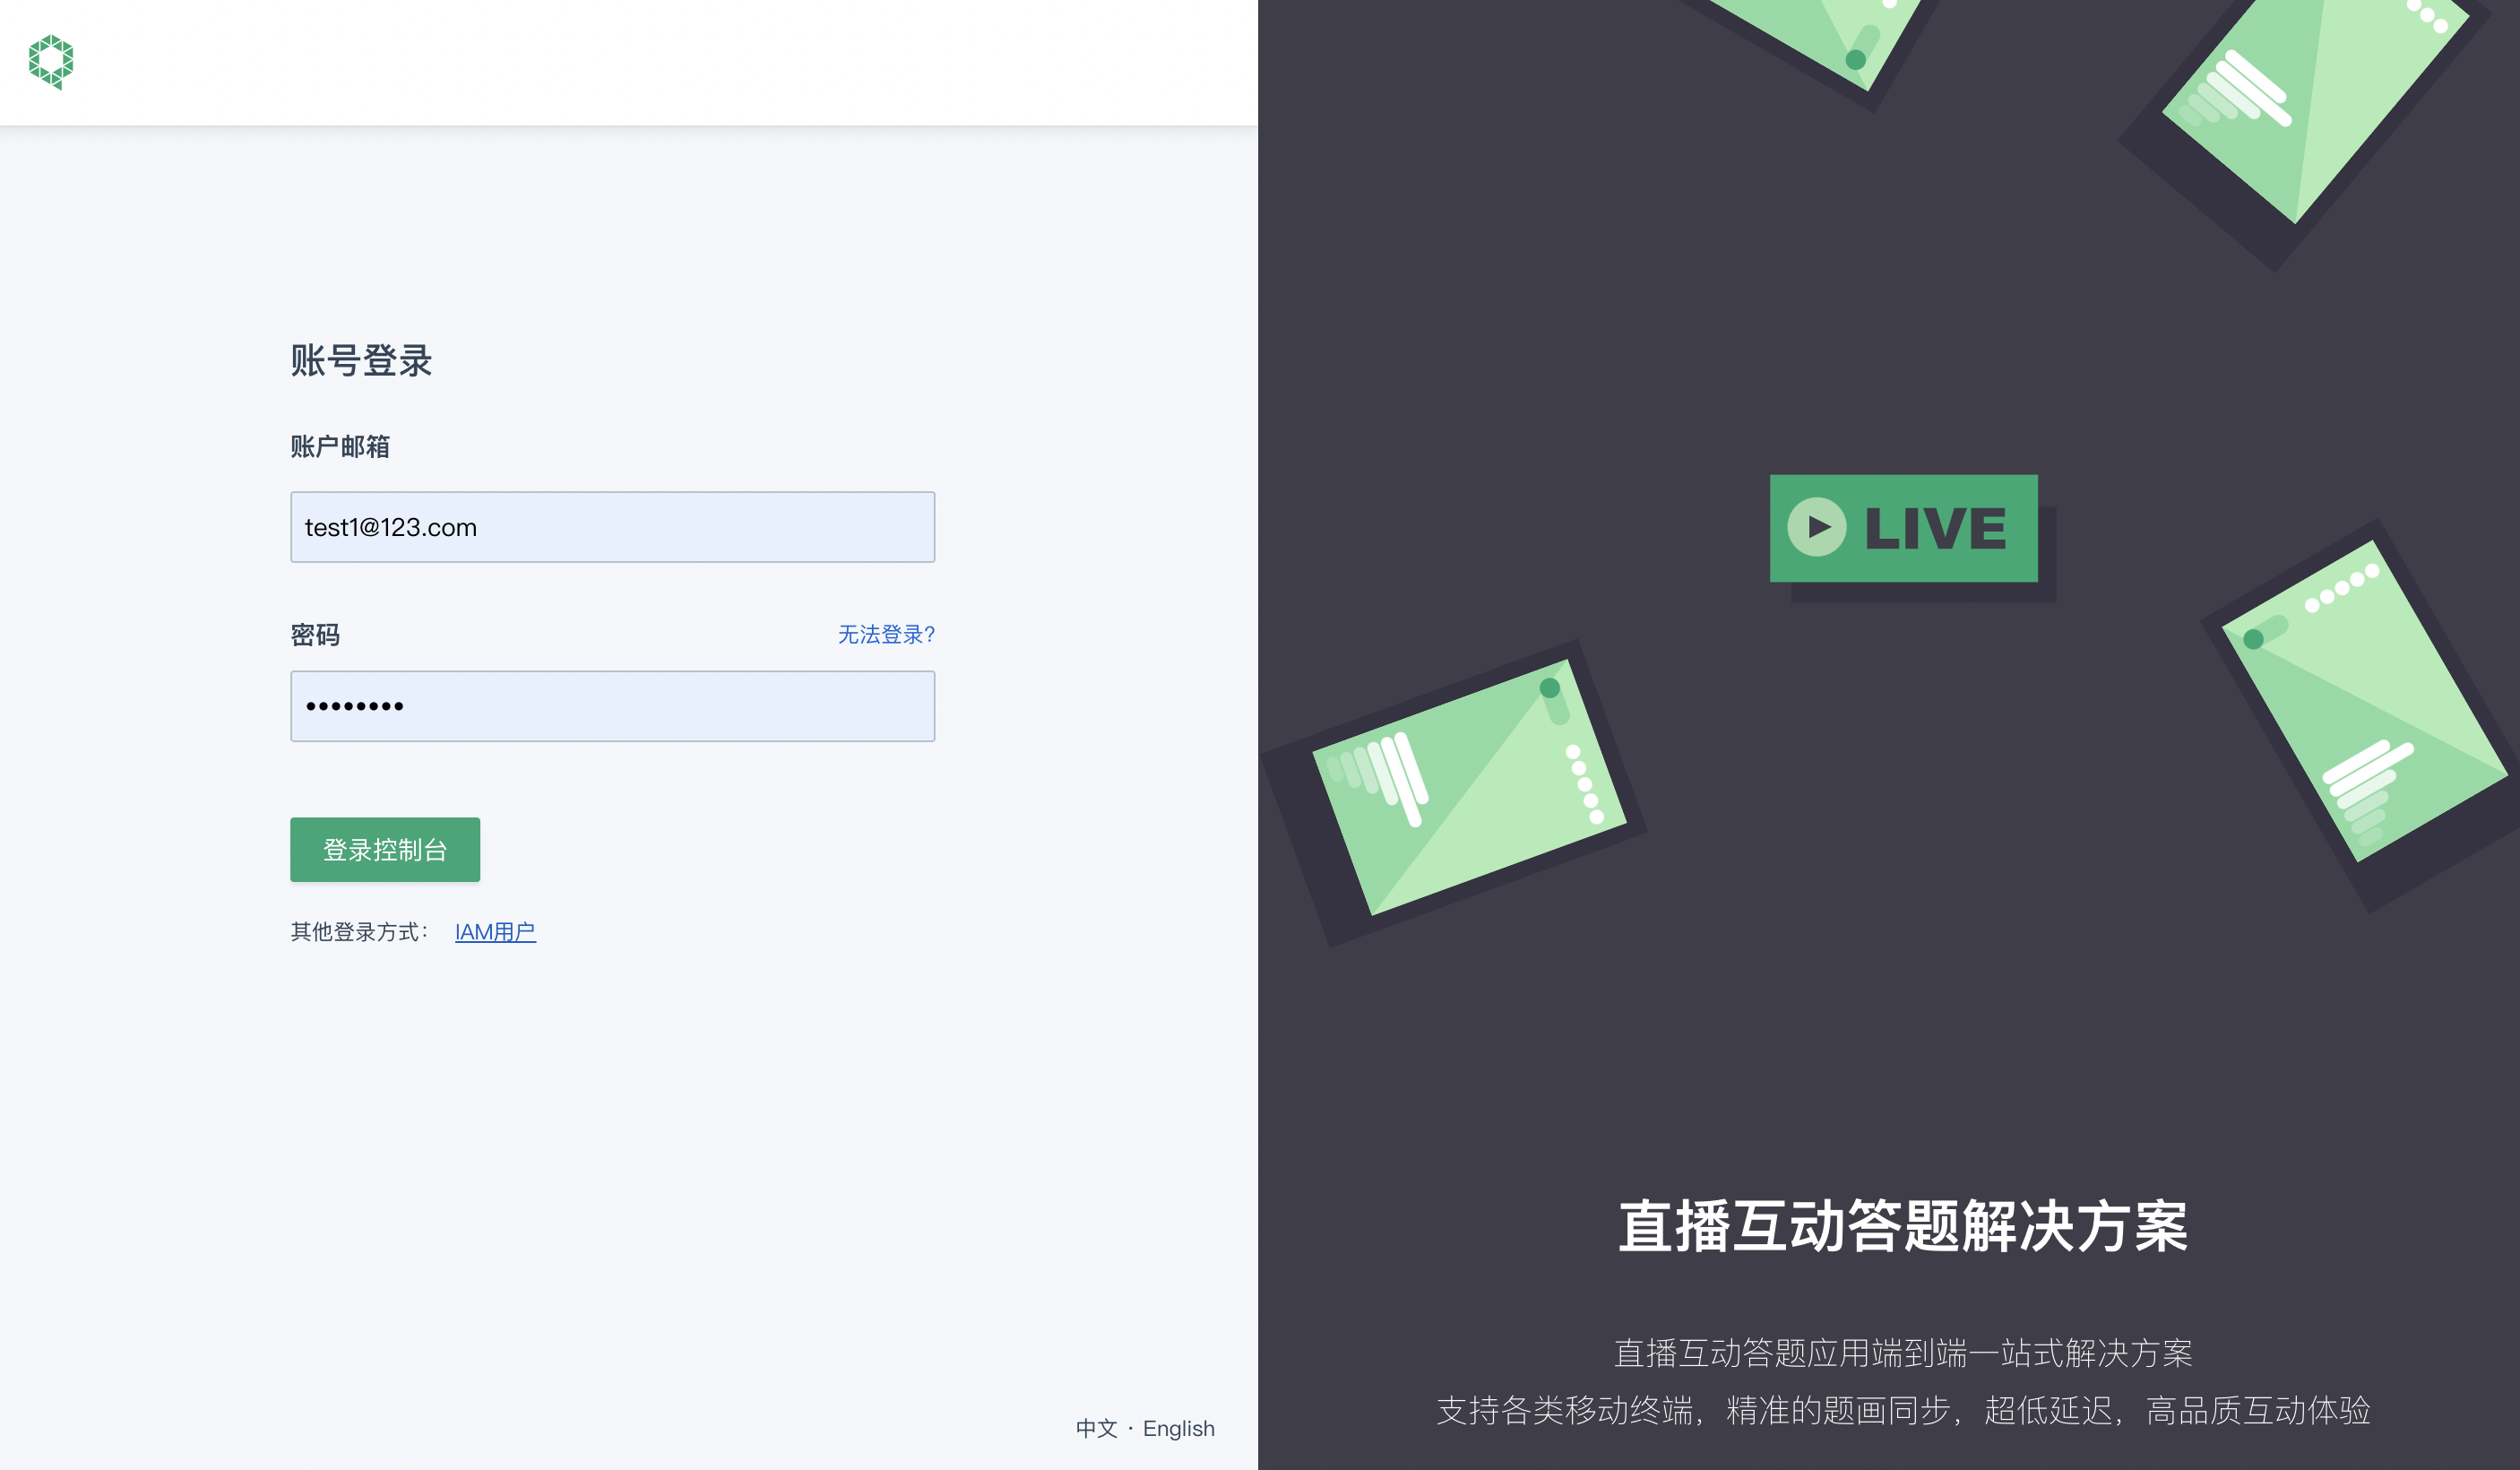 账号登录
账户邮箱
test1@123.com
密码
无法登录?
••••••••
登录控制台
其他登录方式： IAM用户
中文 · English
LIVE
直播互动答题解决方案
直播互动答题应用端到端一站式解决方案
支持各类移动终端，精准的题画同步，超低延迟，高品质互动体验